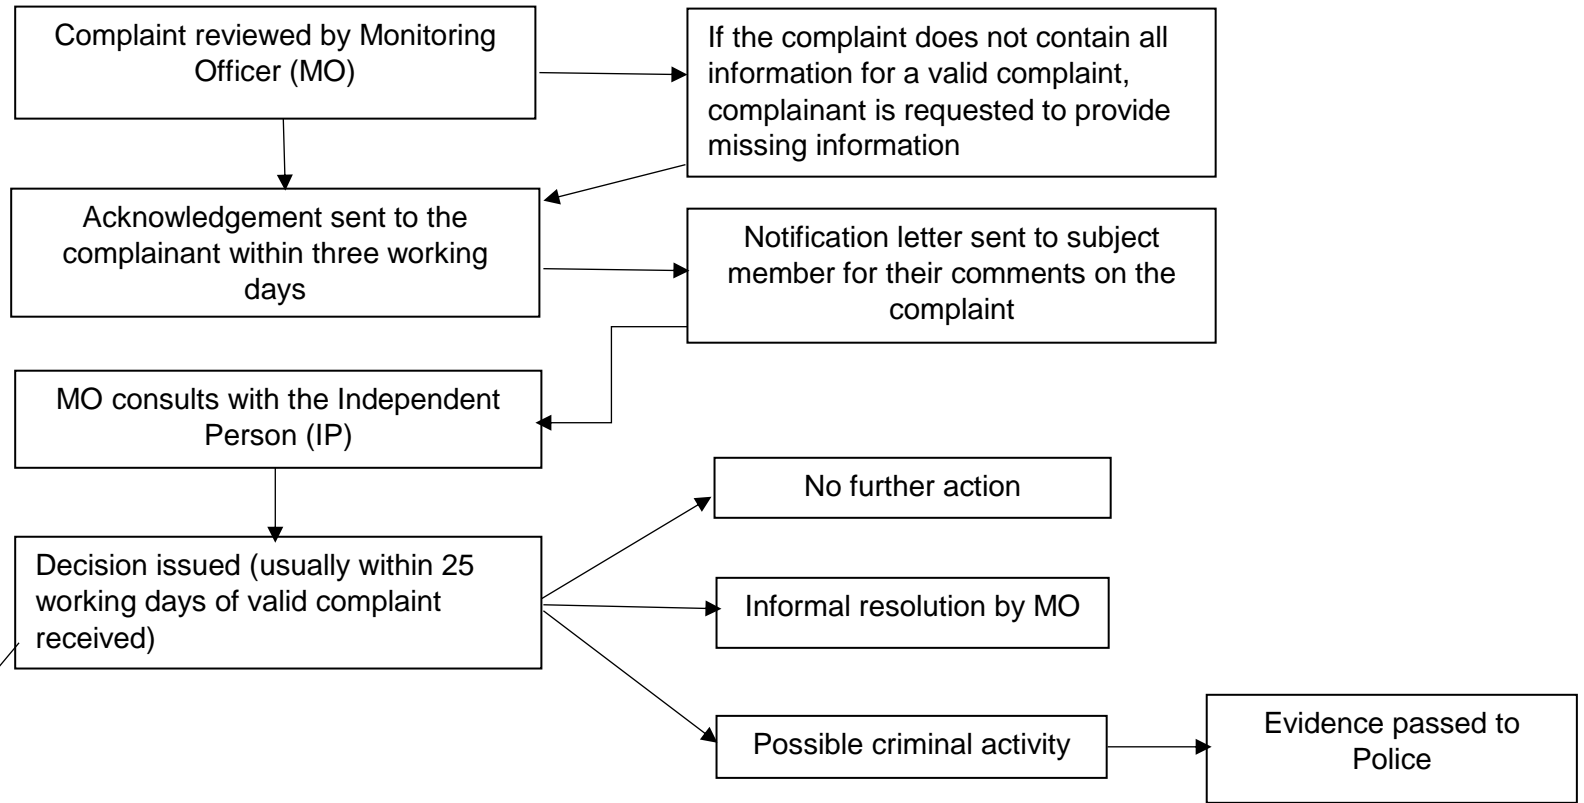 Complaint reviewed by Monitoring
Officer (MO)
If the complaint does not contain all
information for a valid complaint,
complainant is requested to provide
missing information
Acknowledgement sent to the
complainant within three working
days
Notification letter sent to subject
member for their comments on the
complaint
MO consults with the Independent
Person (IP)
Decision issued (usually within 25
working days of valid complaint
received)
No further action
Informal resolution by MO
Possible criminal activity
Evidence passed to
Police